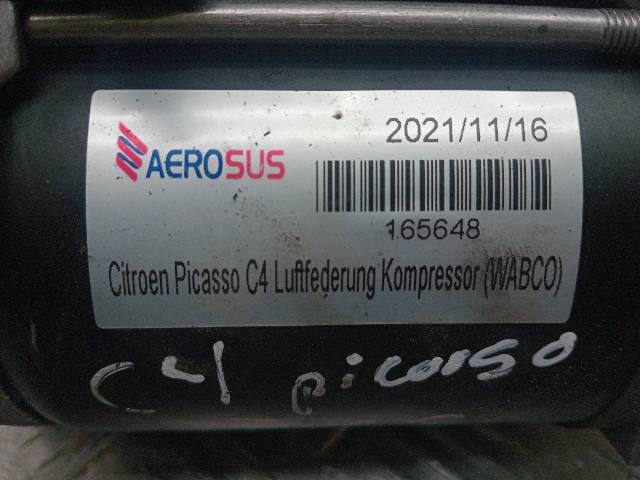 AEROSUS
2021/11/16
165648
Citroen Picasso C4 Luftfederung Kompressor (WABCO)
C4 picasso